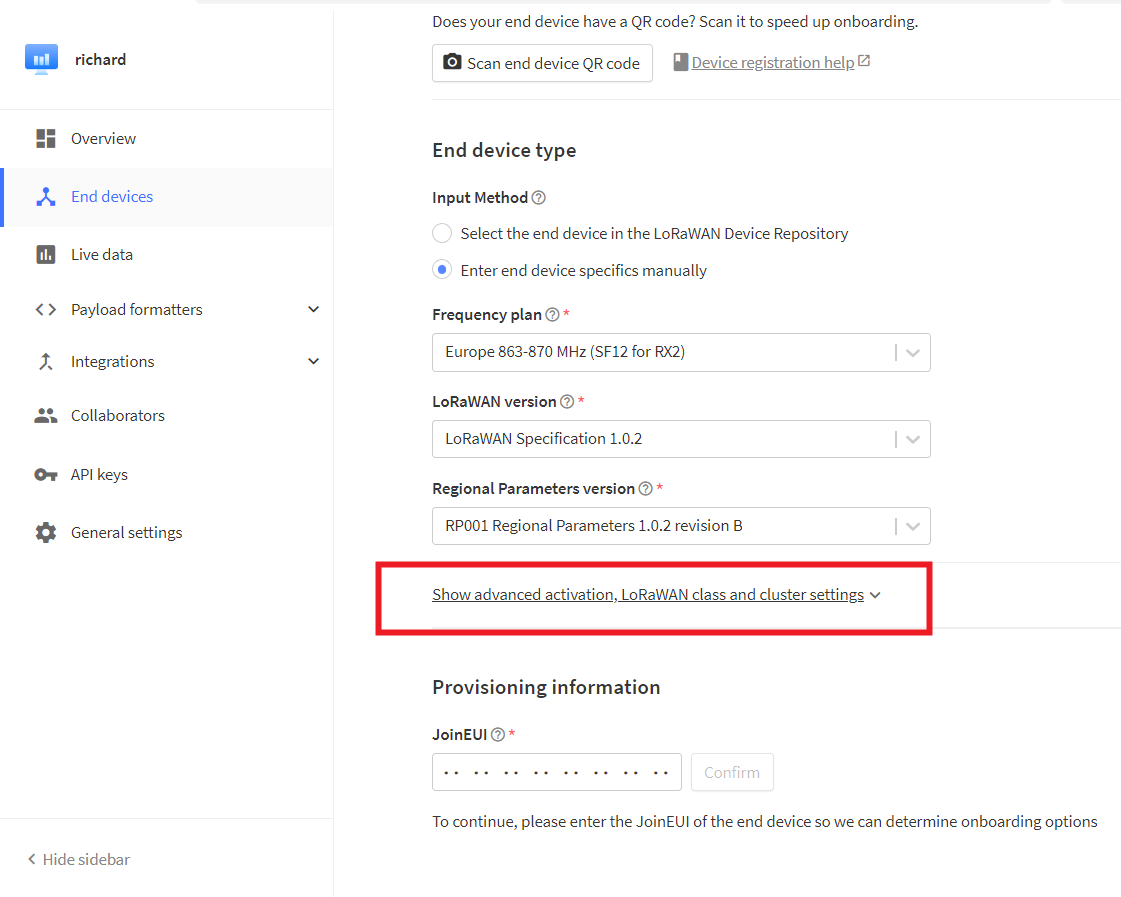 Does your end device have a QR code? Scan it to speed up onboarding.
richard
Scan end device QR code
Device registration help
Overview
End devices
Live data
Payload formatters
Integrations
Collaborators
API keys
General settings
Hide sidebar
End device type
Input Method
Select the end device in the LoRaWAN Device Repository
Enter end device specifics manually
Frequency plan *
Europe 863-870 MHz (SF12 for RX2)
LoRaWAN version *
LoRaWAN Specification 1.0.2
Regional Parameters version *
RP001 Regional Parameters 1.0.2 revision B
Show advanced activation, LoRaWAN class and cluster settings
Provisioning information
JoinEUI *
·· ·· ·· ·· ·· ·· ·· ··
Confirm
To continue, please enter the JoinEUI of the end device so we can determine onboarding options